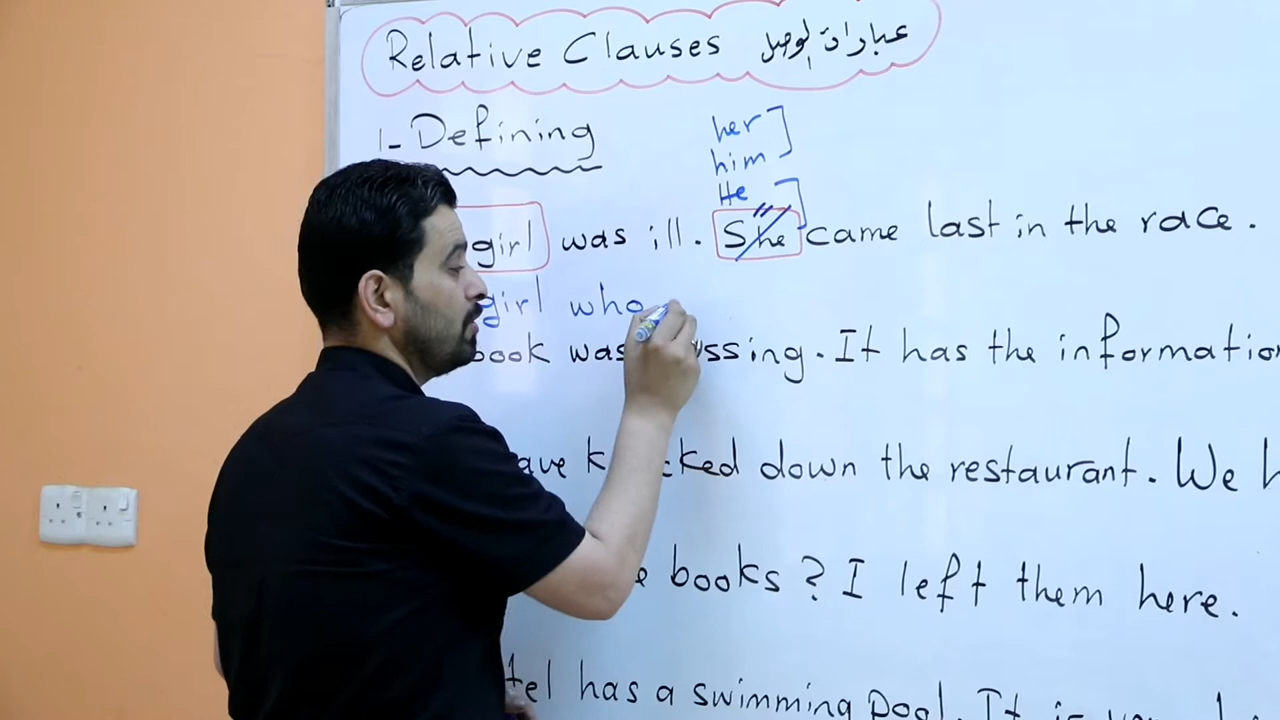 Relative Clauses عبارات الوصل
1- Defining
her
him
He
girl was ill. She came last in the race.
girl who
book was ssing. It has the information
ave k cked down the restaurant. We h
books? I left them here.
tel has a swimming pool. It is